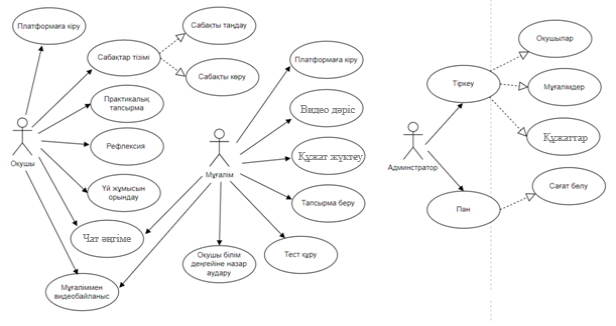 Платформаға кіру
Сабақтар тізімі
Сабақты таңдау
Сабақты көру
Практикалық
тапсырма
Рефлексия
Үй жұмысын
орындау
Чат әңгіме
Мұғаліммен
видеобайланыс
Оқушы
Мұғалім
Платформаға кіру
Видео дәріс
Құжат жүктеу
Тапсырма беру
Тест құру
Оқушы білім
деңгейіне назар
аудару
Админстратор
Тіркеу
Пән
Оқушылар
Мұғалімдер
Құжаттар
Сағат бөлу